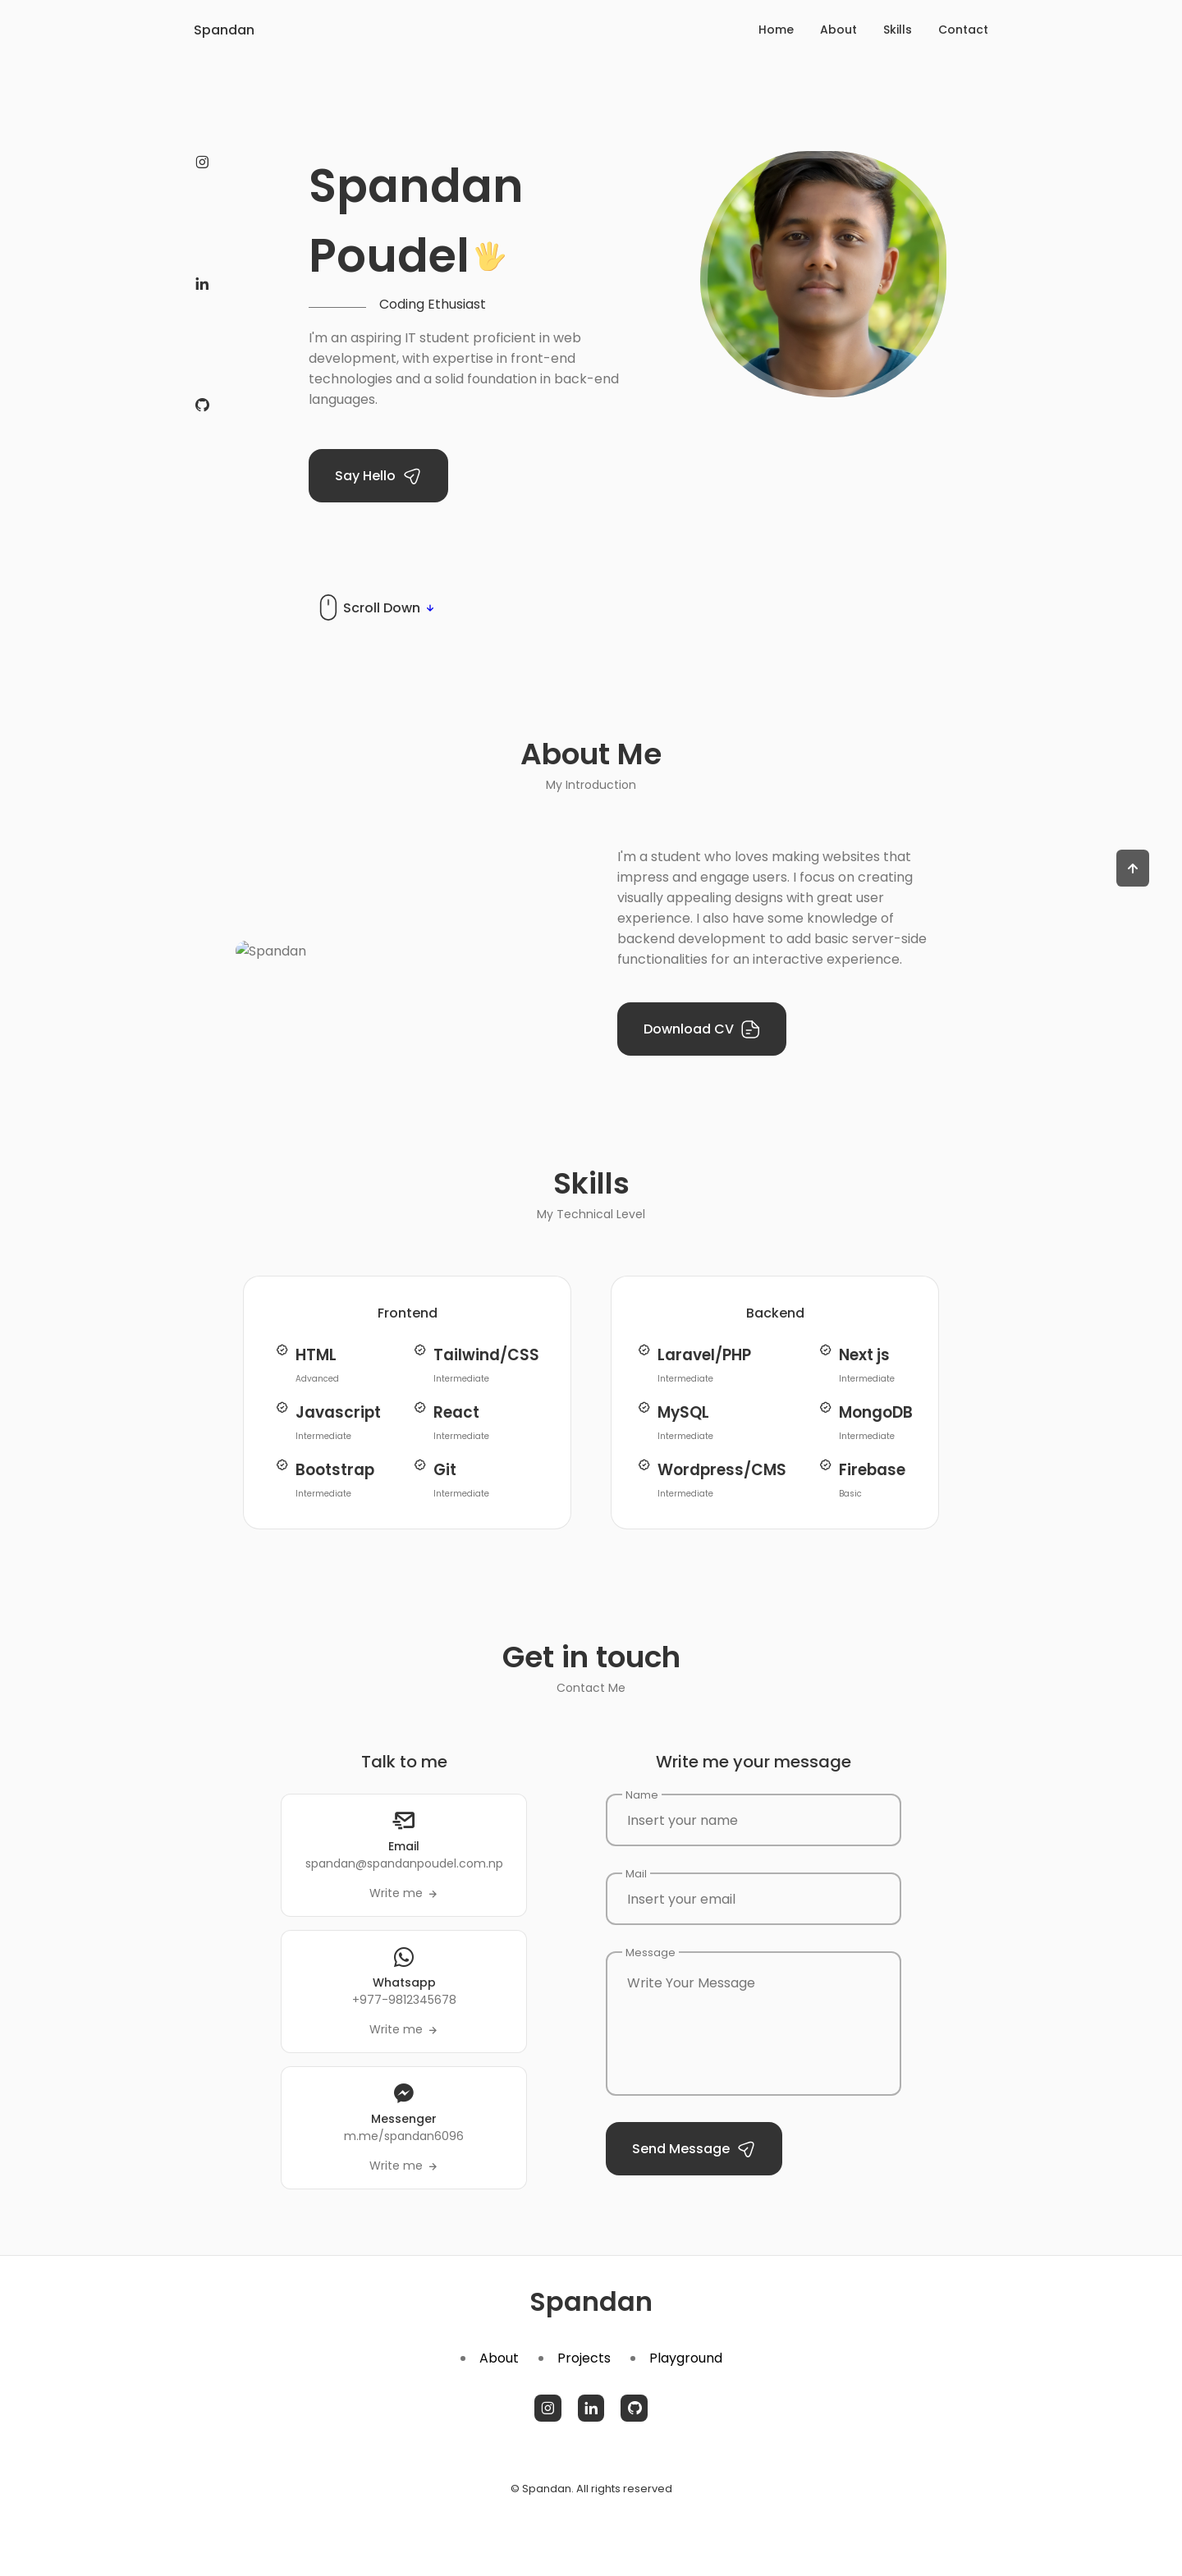 Spandan
Home About Skills Contact
Spandan
Poudel
Coding Ethusiast
I'm an aspiring IT student proficient in web
development, with expertise in front-end
technologies and a solid foundation in back-end
languages.
Say Hello
Scroll Down
About Me
My Introduction
Spandan
I'm a student who loves making websites that
impress and engage users. I focus on creating
visually appealing designs with great user
experience. I also have some knowledge of
backend development to add basic server-side
functionalities for an interactive experience.
Download CV
Skills
My Technical Level
Frontend
HTML
Advanced
Javascript
Intermediate
Bootstrap
Intermediate
Tailwind/CSS
Intermediate
React
Intermediate
Git
Intermediate
Backend
Laravel/PHP
Intermediate
MySQL
Intermediate
Wordpress/CMS
Intermediate
Next js
Intermediate
MongoDB
Intermediate
Firebase
Basic
Get in touch
Contact Me
Talk to me
Email
spandan@spandanpoudel.com.np
Write me
Whatsapp
+977-9812345678
Write me
Messenger
m.me/spandan6096
Write me
Write me your message
Name
Insert your name
Mail
Insert your email
Message
Write Your Message
Send Message
Spandan
About Projects Playground
© Spandan. All rights reserved